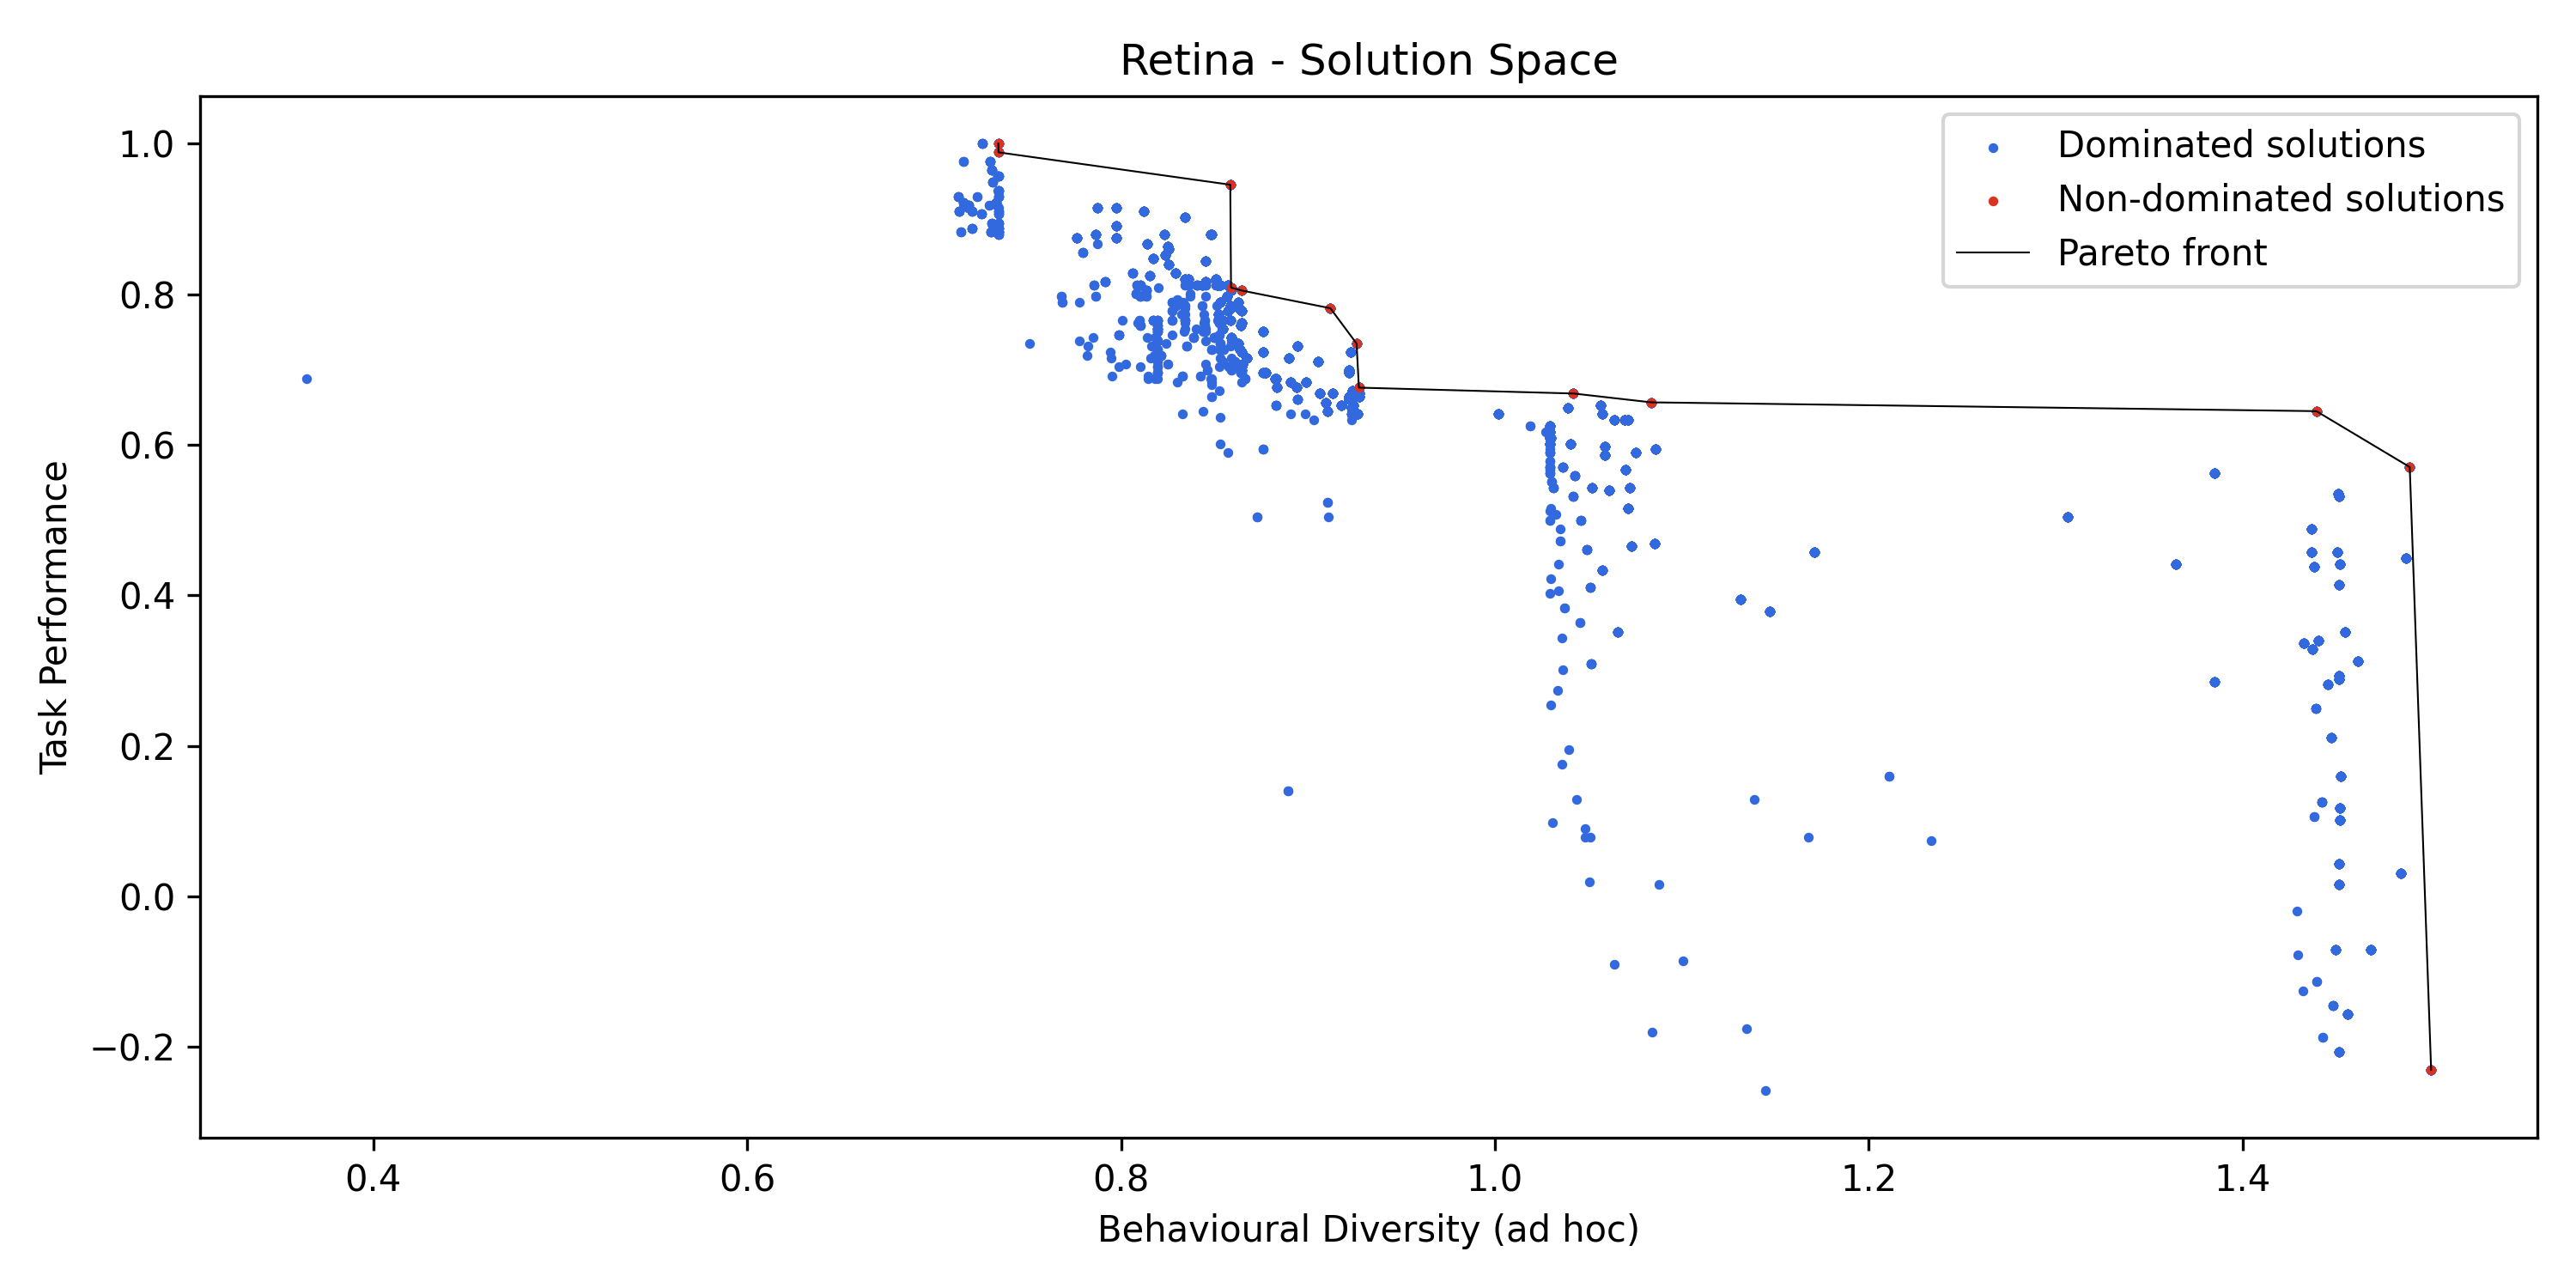 Retina - Solution Space
Dominated solutions
Non-dominated solutions
Pareto front
Task Performance
1.0
0.8
0.6
0.4
0.2
0.0
−0.2
0.4 0.6 0.8 1.0 1.2 1.4
Behavioural Diversity (ad hoc)